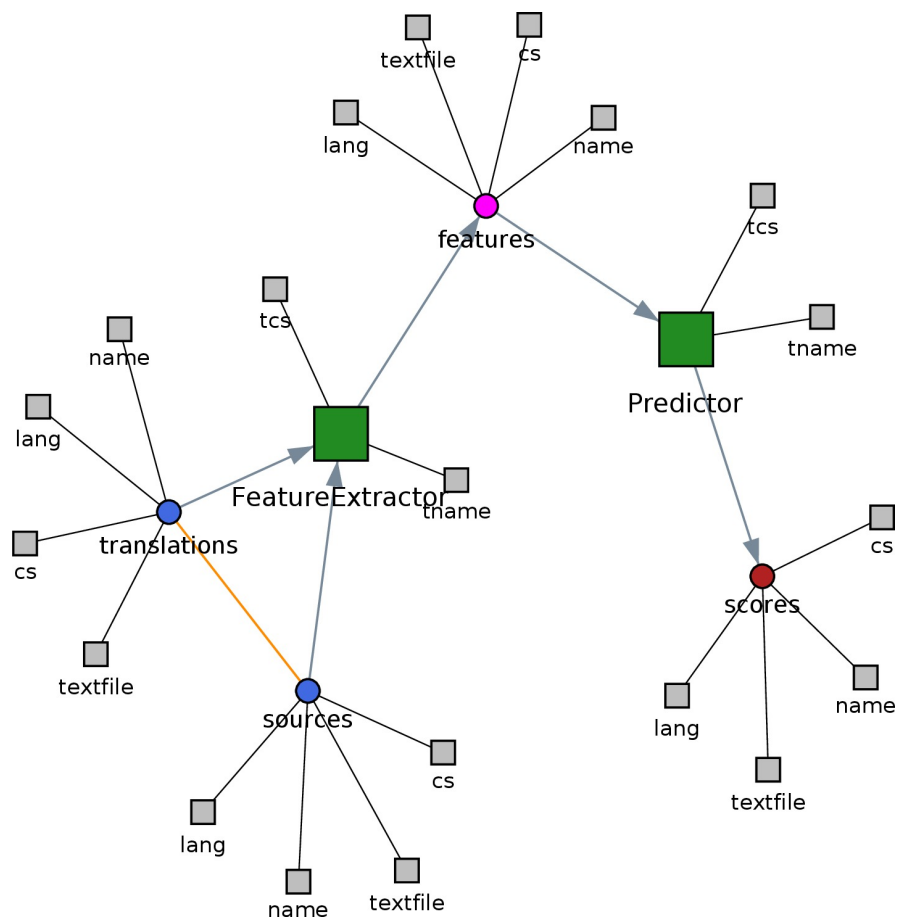 cs
textfile
lang
name
tcs
features
tcs
name
tname
Predictor
lang
FeatureExtractor
tname
translations
cs
cs
scores
textfile
name
sources
lang
cs
textfile
lang
textfile
name